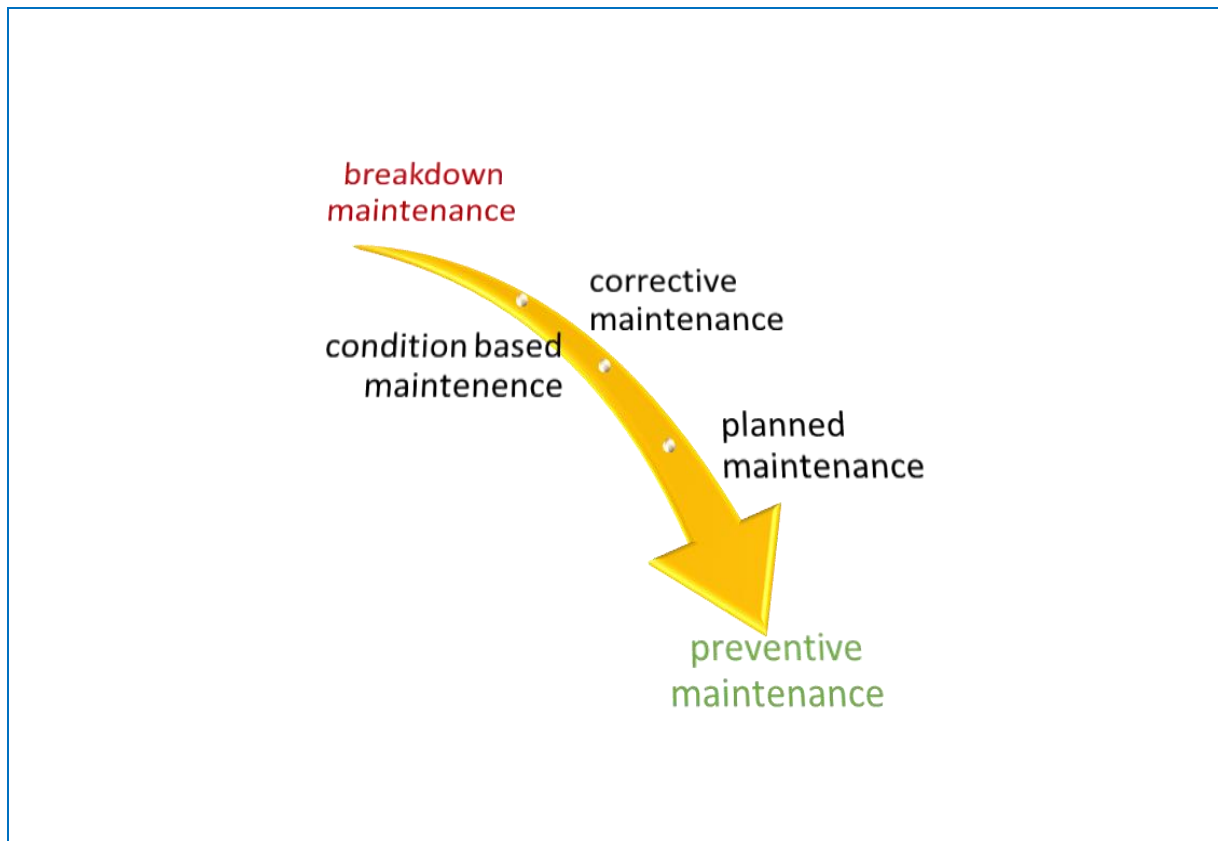 breakdown
maintenance
corrective
maintenance
condition based
maintenence
planned
maintenance
preventive
maintenance